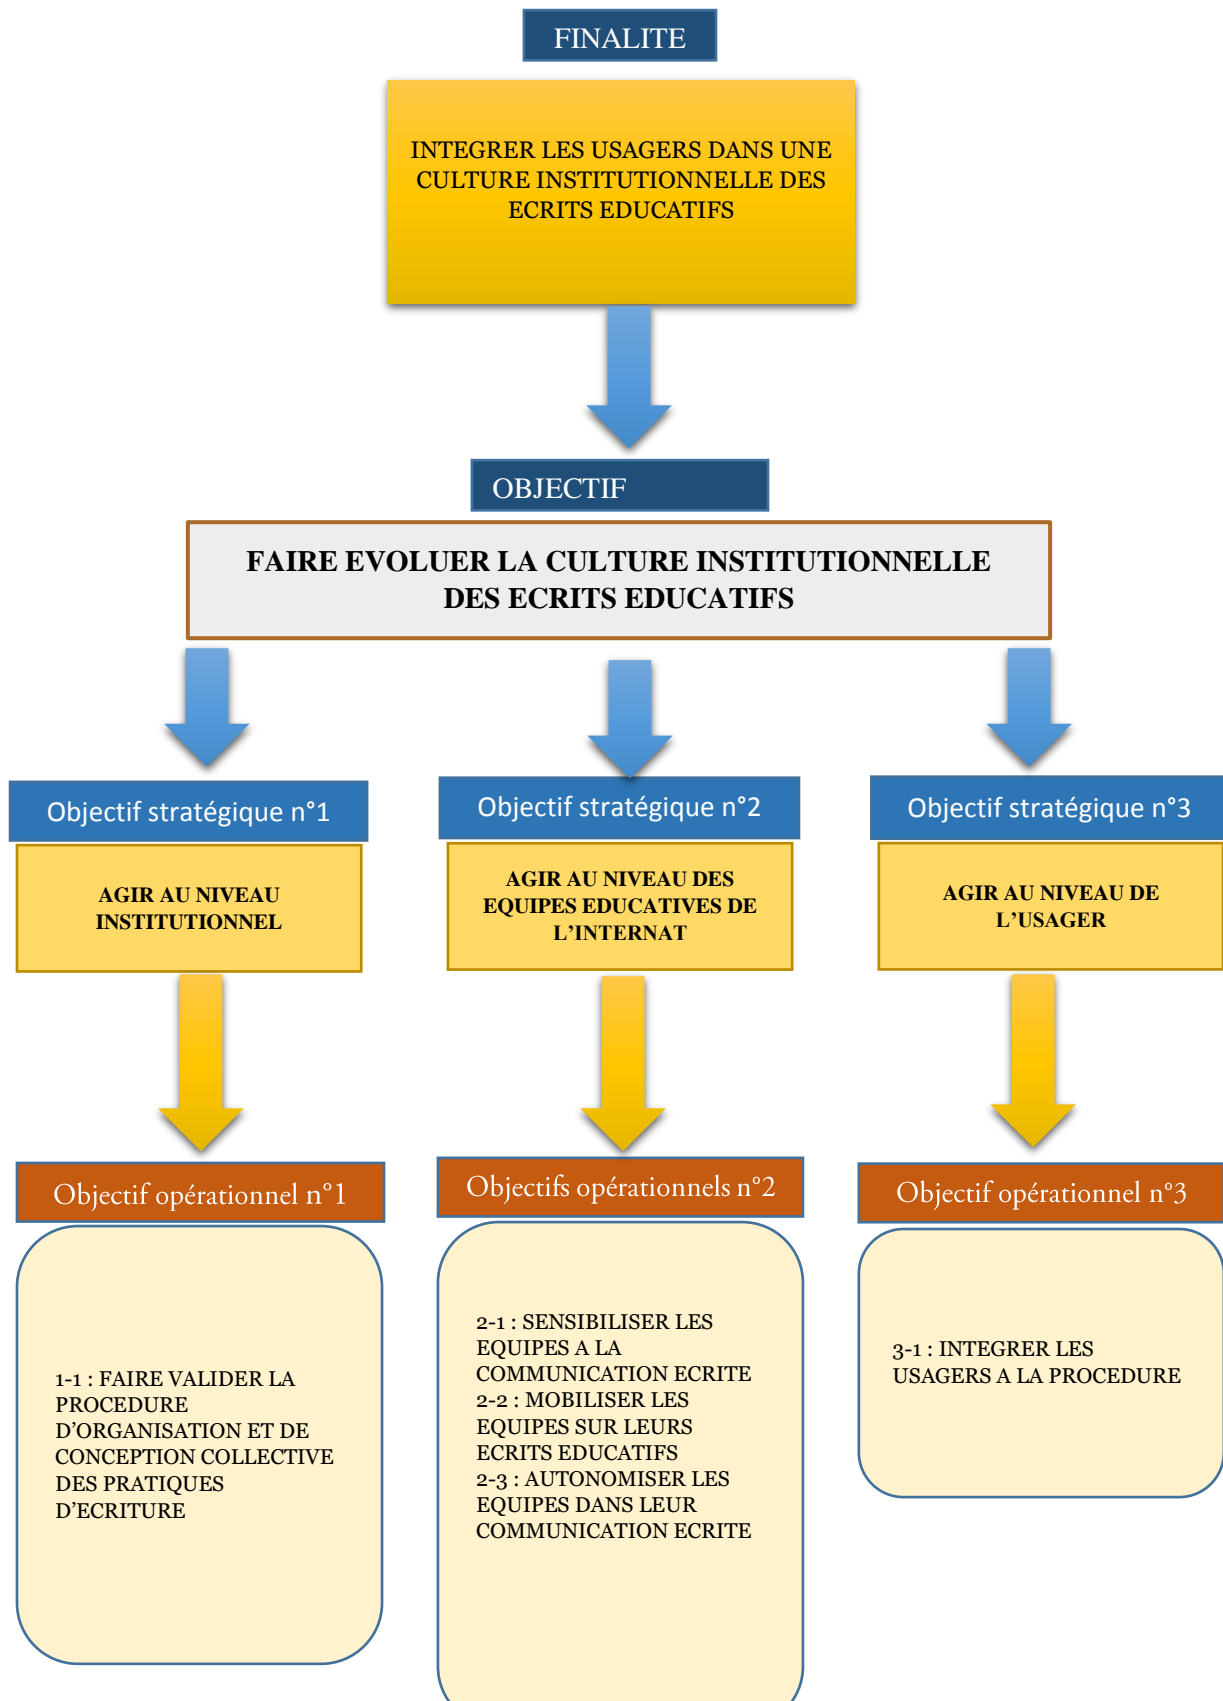 FINALITE
INTEGRER LES USAGERS DANS UNE
CULTURE INSTITUTIONNELLE DES
ECRITS EDUCATIFS
OBJECTIF
FAIRE EVOLUER LA CULTURE INSTITUTIONNELLE
DES ECRITS EDUCATIFS
Objectif stratégique n°1
AGIR AU NIVEAU
INSTITUTIONNEL
Objectif stratégique n°2
AGIR AU NIVEAU DES
EQUIPES EDUCATIVES DE
L’INTERNAT
Objectif stratégique n°3
AGIR AU NIVEAU DE
L’USAGER
Objectif opérationnel n°1
1-1 : FAIRE VALIDER LA
PROCEDURE
D’ORGANISATION ET DE
CONCEPTION COLLECTIVE
DES PRATIQUES
D’ECRITURE
Objectifs opérationnels n°2
2-1 : SENSIBILISER LES
EQUIPES A LA
COMMUNICATION ECRITE
2-2 : MOBILISER LES
EQUIPES SUR LEURS
ECRITS EDUCATIFS
2-3 : AUTONOMISER LES
EQUIPES DANS LEUR
COMMUNICATION ECRITE
Objectif opérationnel n°3
3-1 : INTEGRER LES
USAGERS A LA PROCEDURE